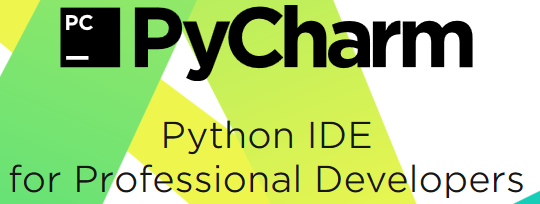 PC PyCharm
Python IDE
for Professional Developers